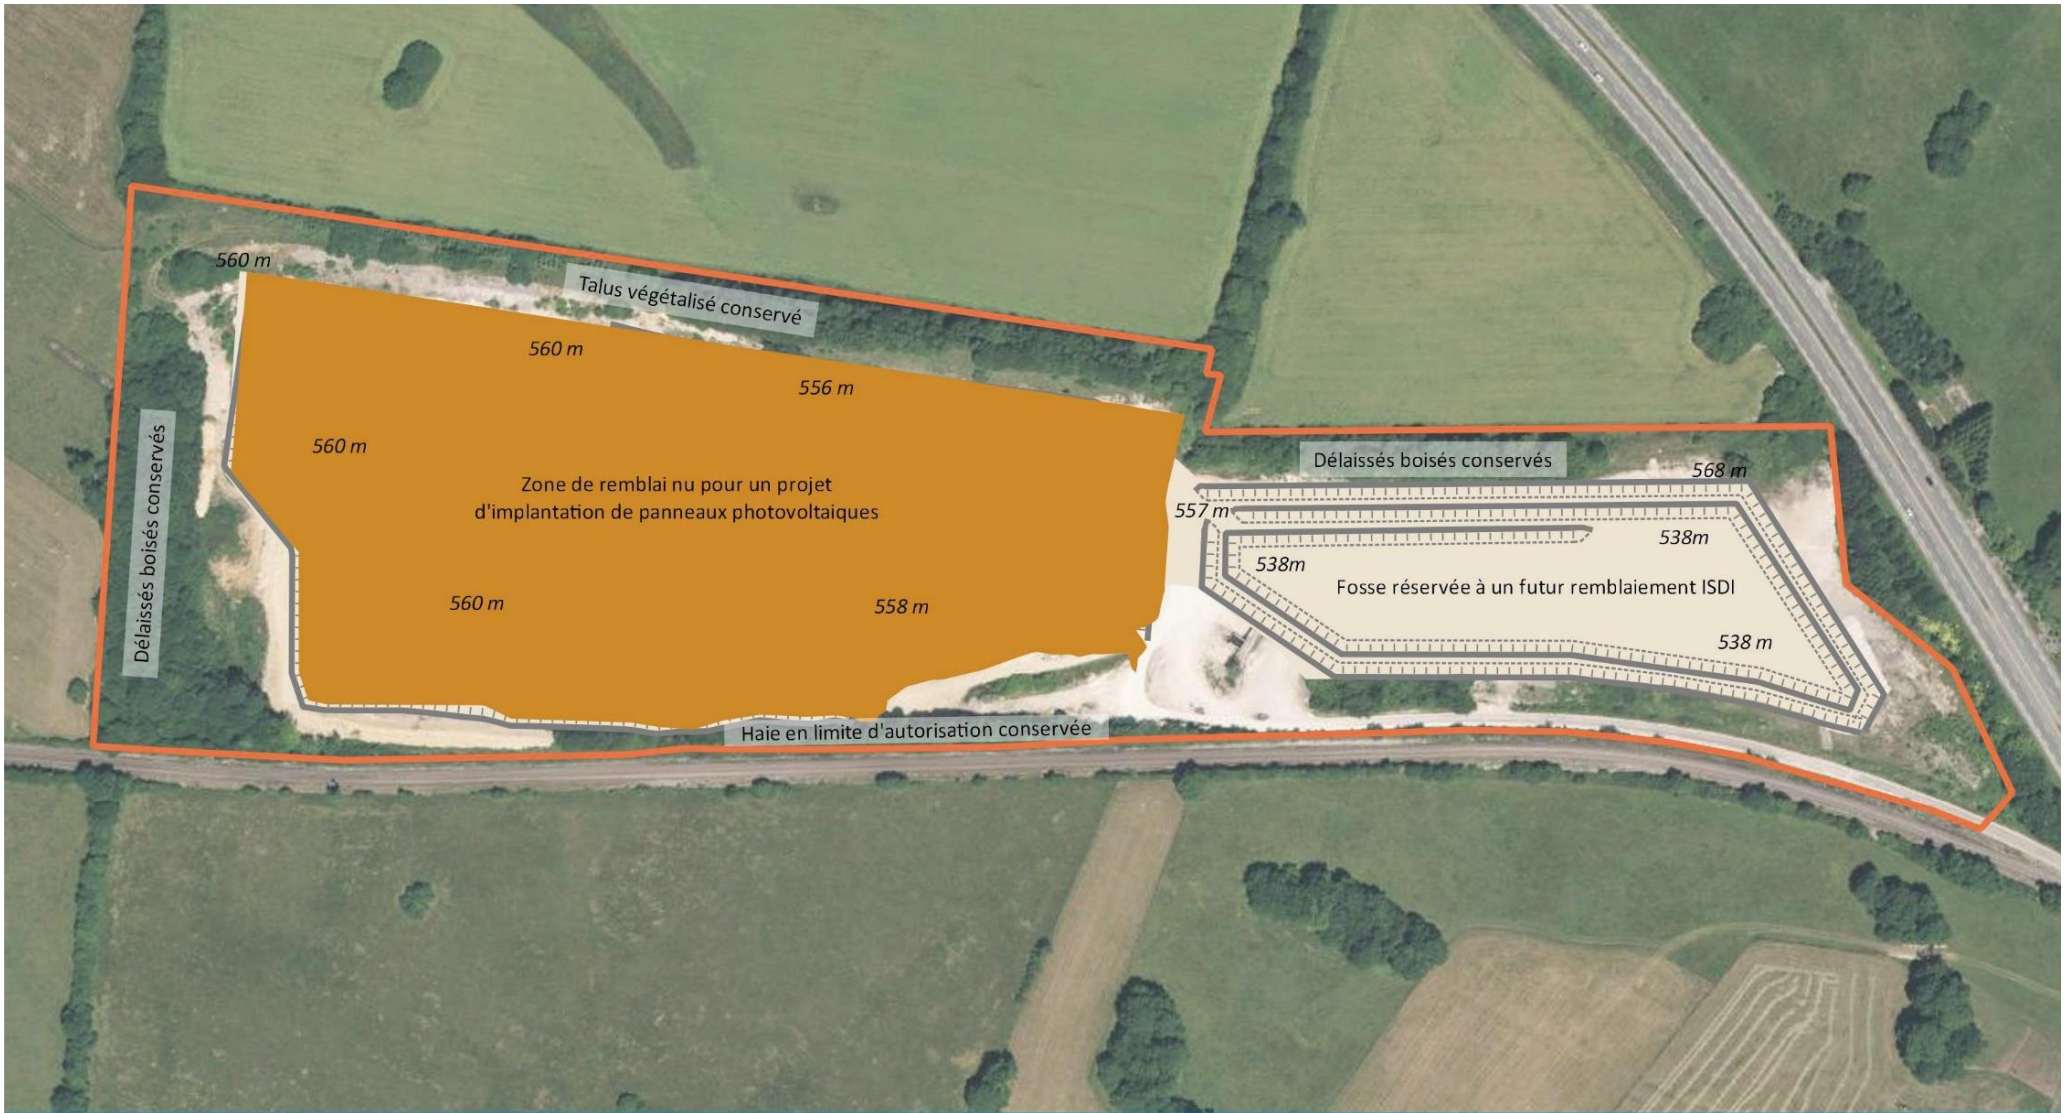 560 m
Talus végétalisé conservé
560 m
556 m
560 m
Délaissés boisés conservés
Délaissés boisés conservés
568 m
Zone de remblai nu pour un projet
d'implantation de panneaux photovoltaiques
557 m
538m
538m
Fosse réservée à un futur remblaiement ISDI
560 m
558 m
538 m
Haie en limite d'autorisation conservée